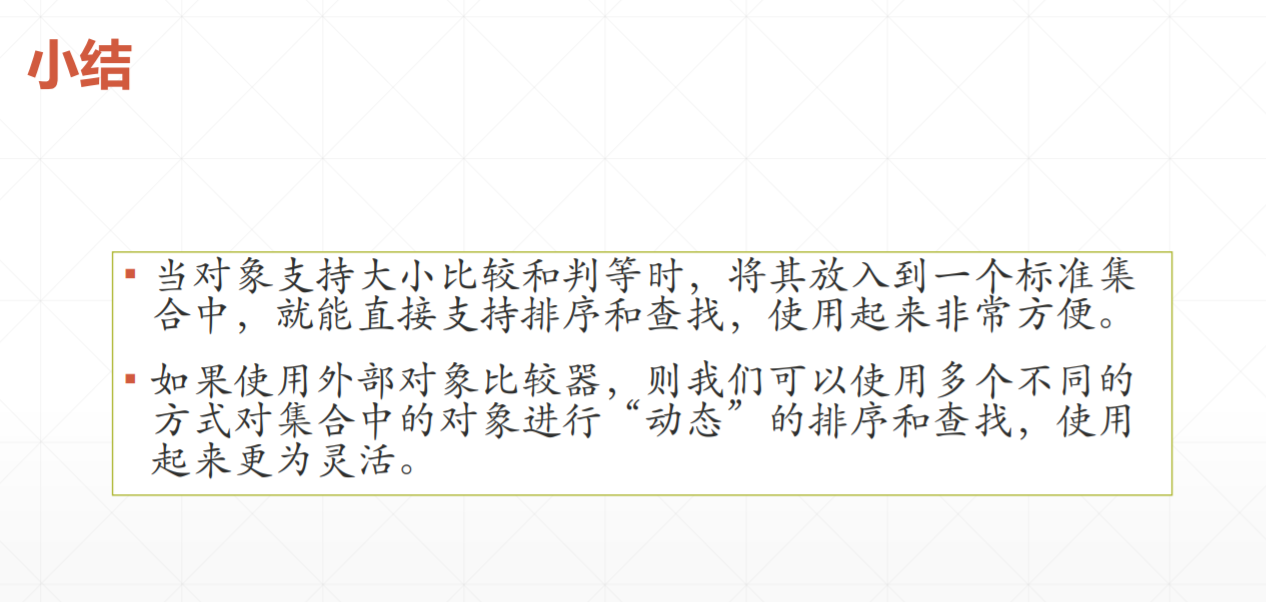 小结
▪ 当对象支持大小比较和判等时，将其放入到一个标准集
合中，就能直接支持排序和查找，使用起来非常方便。
▪ 如果使用外部对象比较器，则我们可以使用多个不同的
方式对集合中的对象进行“动态”的排序和查找，使用
起来更为灵活。